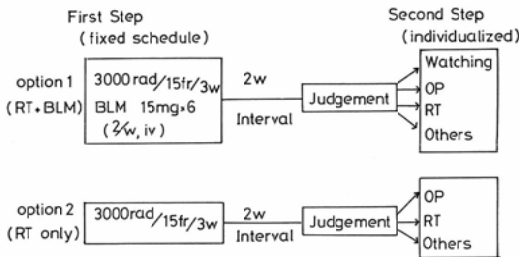 First Step
(fixed schedule)
Second Step
(individualized)
option 1
(RT+BLM)
3000 rad/15fr/3w
BLM 15mg×6
(2/w, iv)
2w
Interval
Judgement
Watching
OP
RT
Others
option 2
(RT only)
3000rad/15fr/3w
2w
Interval
Judgement
OP
RT
Others